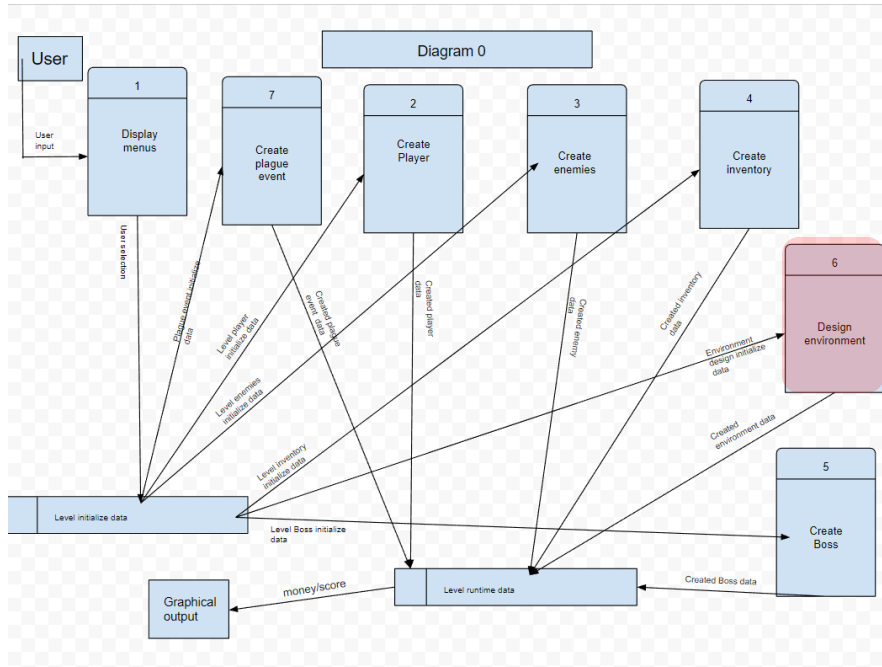 User
Diagram 0
User
input
1
Display
menus
7
Create
plague
event
2
Create
Player
3
Create
enemies
4
Create
inventory
6
Design
environment
5
Create
Boss
User selection
Plague event initialize
data
Level player
initialize data
Level enemies
initialize data
Level inventory
initialize data
Environment
design initialize
data
Level Boss initialize
data
Created plague
event data
Created player
data
Created enemy
data
Created inventory
data
Created
environment data
Created Boss data
Level initialize data
Level runtime data
money/score
Graphical
output